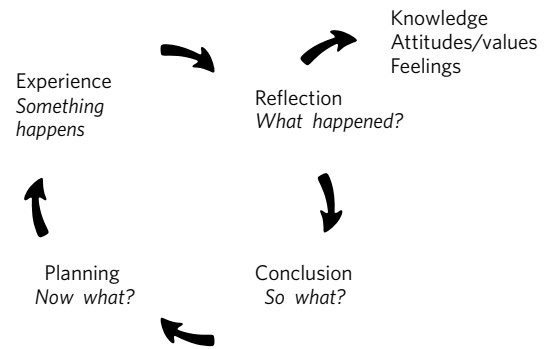 Knowledge
Attitudes/values
Feelings
Experience
Something
happens
Reflection
What happened?
Planning
Now what?
Conclusion
So what?